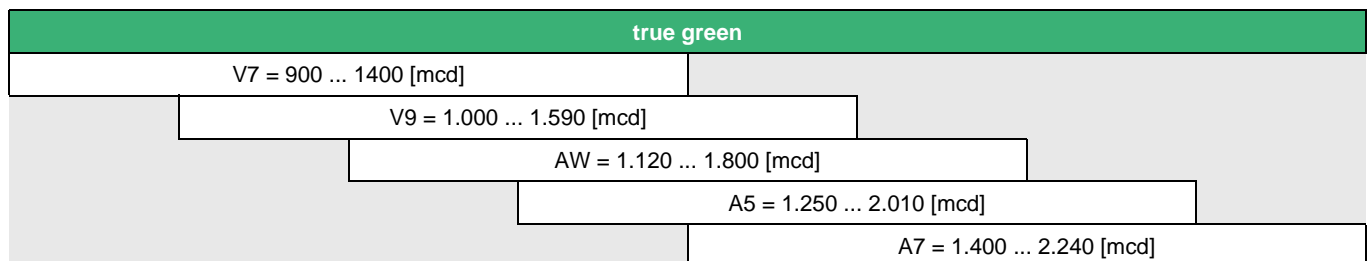 true green
V7 = 900 ... 1400 [mcd]
V9 = 1.000 ... 1.590 [mcd]
AW = 1.120 ... 1.800 [mcd]
A5 = 1.250 ... 2.010 [mcd]
A7 = 1.400 ... 2.240 [mcd]